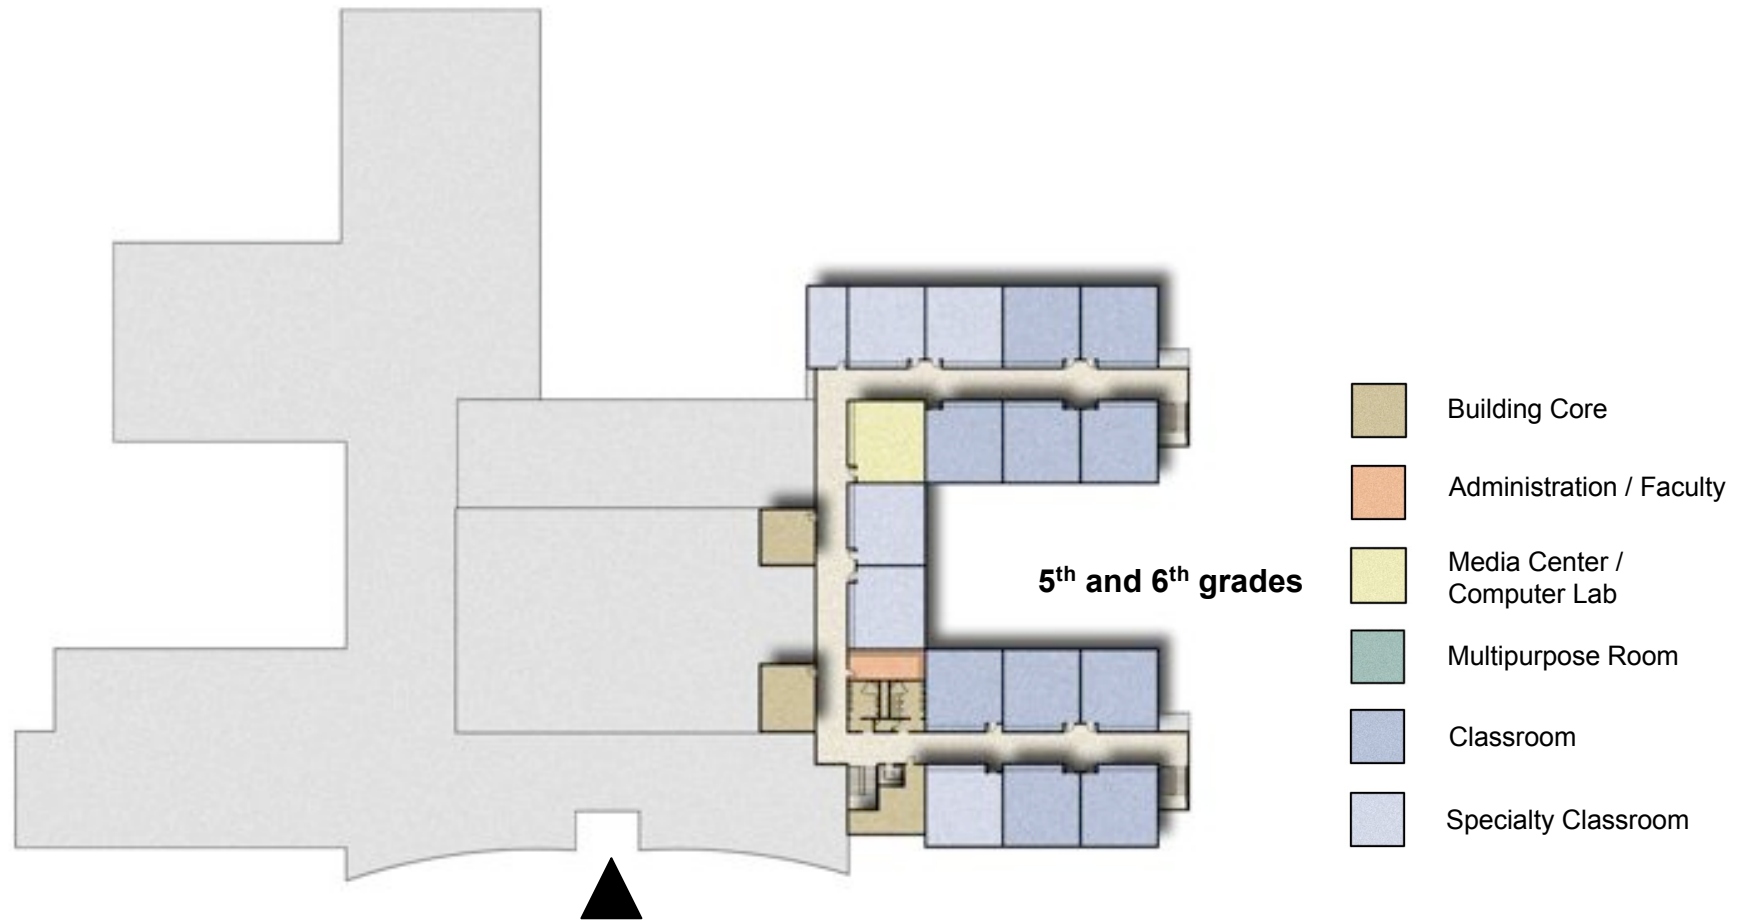 Building Core
Administration / Faculty
Media Center /
Computer Lab
5th and 6th grades
Multipurpose Room
Classroom
Specialty Classroom